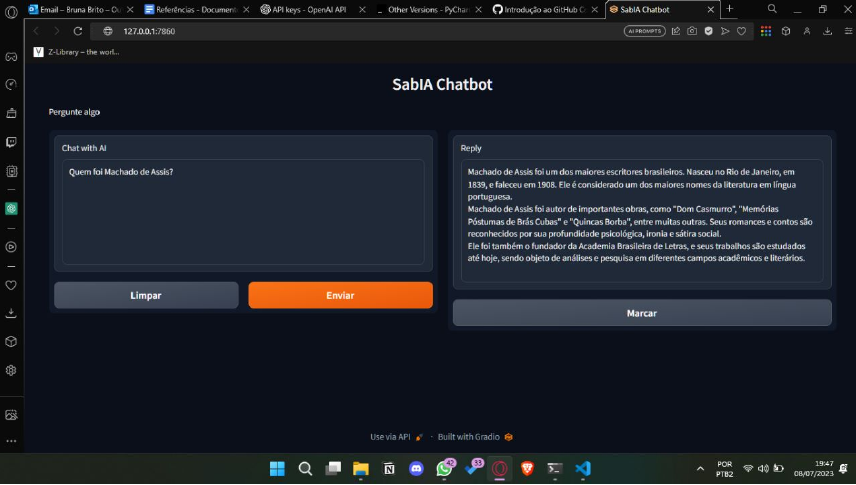 Email – Bruna Brito – Ou
Referências - Document
API keys - OpenAI API
Other Versions - PyChar
Introdução ao GitHub C
SabIA Chatbot
127.0.0.1:7860
AI PROMPTS
Z-Library – the worl...
SabIA Chatbot
Pergunte algo
Chat with AI
Quem foi Machado de Assis?
Limpar
Enviar
Reply
Machado de Assis foi um dos maiores escritores brasileiros. Nasceu no Rio de Janeiro, em
1839, e faleceu em 1908. Ele é considerado um dos maiores nomes da literatura em língua
portuguesa.
Machado de Assis foi autor de importantes obras, como "Dom Casmurro", "Memórias
Póstumas de Brás Cubas" e "Quincas Borba", entre muitas outras. Seus romances e contos são
reconhecidos por sua profundidade psicológica, ironia e sátira social.
Ele foi também o fundador da Academia Brasileira de Letras, e seus trabalhos são estudados
até hoje, sendo objeto de análises e pesquisa em diferentes campos acadêmicos e literários.
Marcar
Use via API · Built with Gradio
POR
PTB2
19:47
08/07/2023